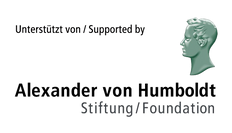 Unterstützt von / Supported by
Alexander von Humboldt
Stiftung/Foundation